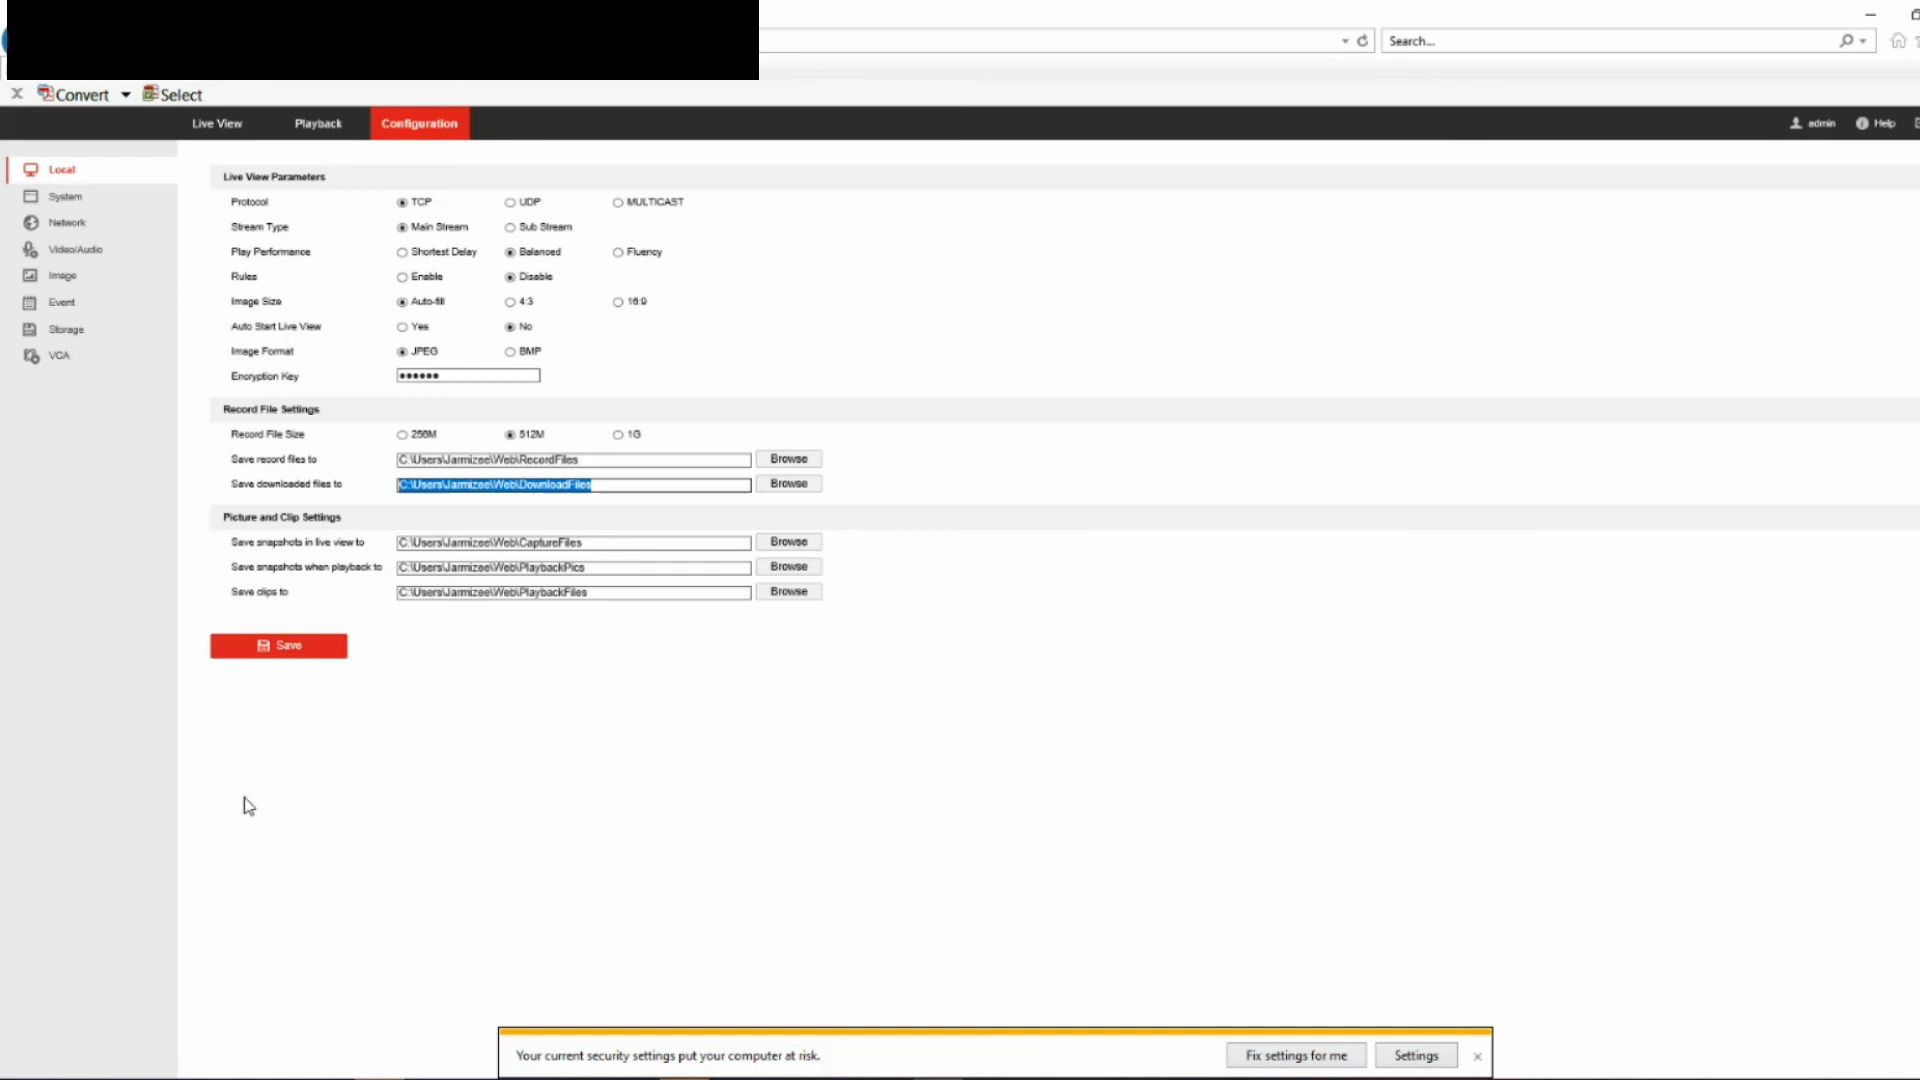 Search...
Convert Select
Live View Playback Configuration admin Help
Local
System
Network
Video/Audio
Image
Event
Storage
VCA
Live View Parameters
Protocol TCP UDP MULTICAST
Stream Type Main Stream Sub Stream
Play Performance Shortest Delay Balanced Fluency
Rules Enable Disable
Image Size Auto-fill 4:3 16:9
Auto Start Live View Yes No
Image Format JPEG BMP
Encryption Key ●●●●●●
Record File Settings
Record File Size 256M 512M 1G
Save record files to C:\Users\Jarmizee\Web\RecordFiles Browse
Save downloaded files to C:\Users\Jarmizee\Web\DownloadFiles Browse
Picture and Clip Settings
Save snapshots in live view to C:\Users\Jarmizee\Web\CaptureFiles Browse
Save snapshots when playback to C:\Users\Jarmizee\Web\PlaybackPics Browse
Save clips to C:\Users\Jarmizee\Web\PlaybackFiles Browse
Save
Your current security settings put your computer at risk. Fix settings for me Settings